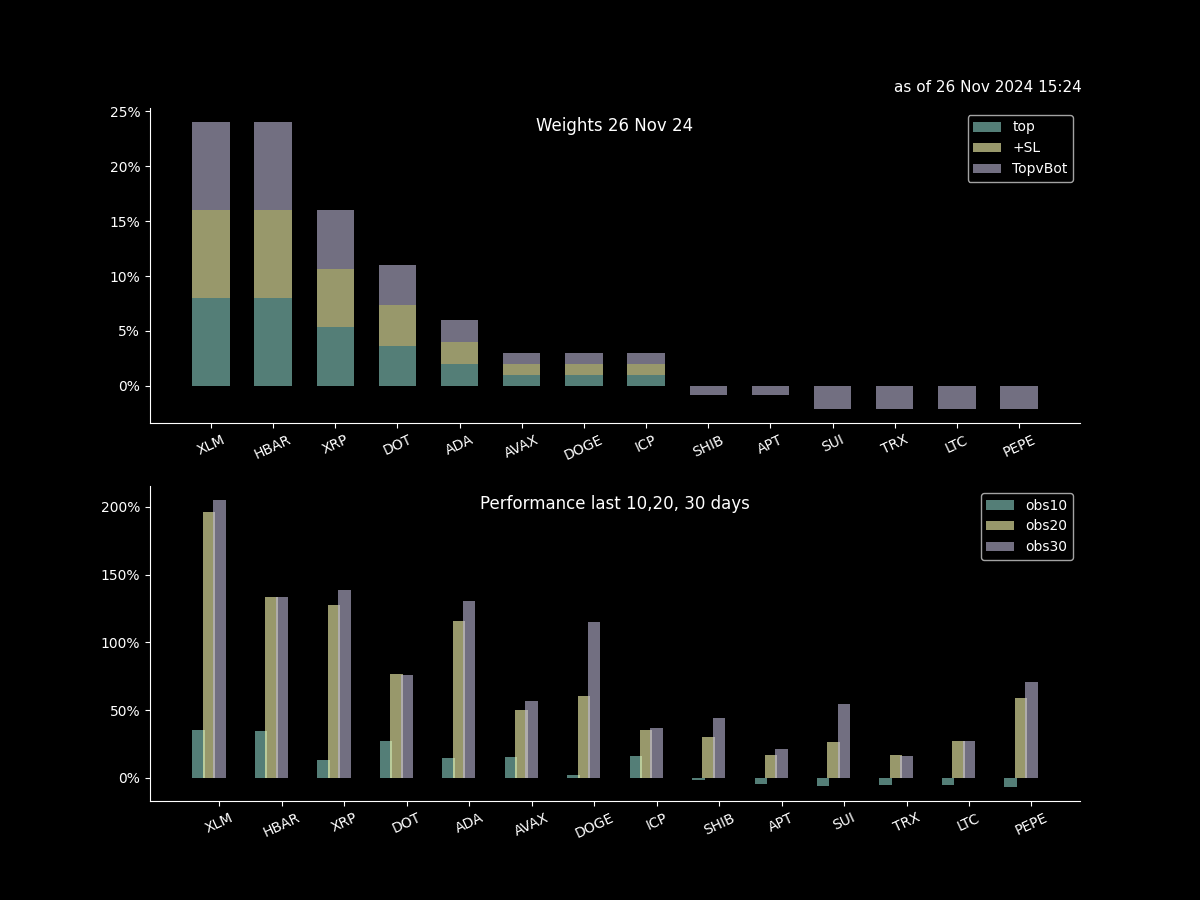 as of 26 Nov 2024 15:24
Weights 26 Nov 24
top
+SL
TopvBot
25%
20%
15%
10%
5%
0%
XLM HBAR XRP DOT ADA AVAX DOGE ICP SHIB APT SUI TRX LTC PEPE
Performance last 10,20, 30 days
obs10
obs20
obs30
200%
150%
100%
50%
0%
XLM HBAR XRP DOT ADA AVAX DOGE ICP SHIB APT SUI TRX LTC PEPE